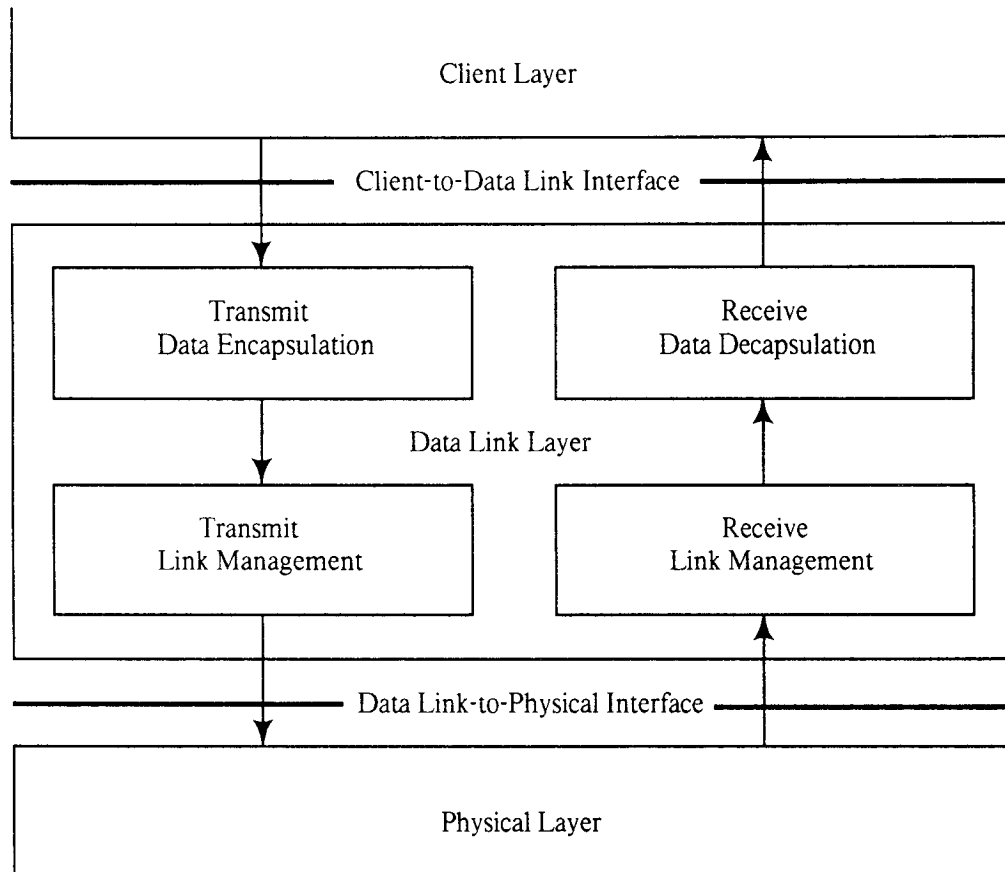 Client Layer
Client-to-Data Link Interface
Transmit
Data Encapsulation
Receive
Data Decapsulation
Data Link Layer
Transmit
Link Management
Receive
Link Management
Data Link-to-Physical Interface
Physical Layer